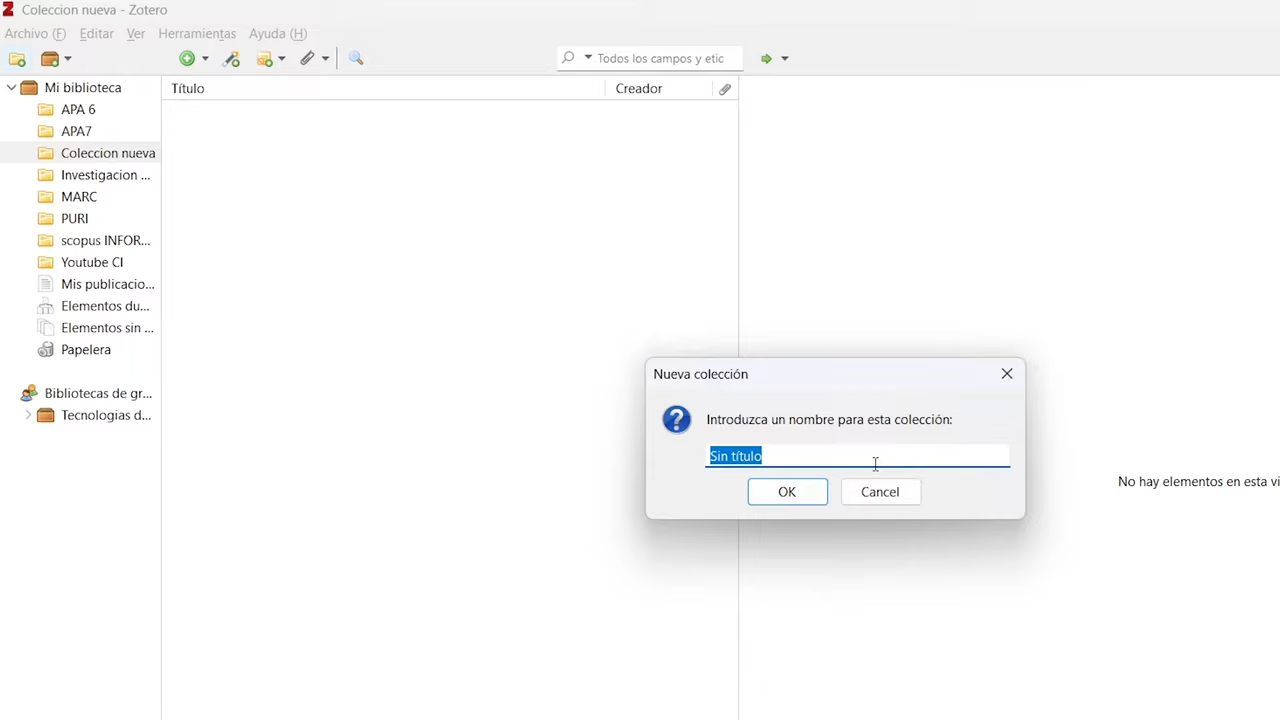 Coleccion nueva - Zotero
Archivo (F) Editar Ver Herramientas Ayuda (H)
Todos los campos y etic
Mi biblioteca
APA 6
APA7
Coleccion nueva
Investigacion ...
MARC
PURI
scopus INFOR...
Youtube CI
Mis publicacio...
Elementos du...
Elementos sin ...
Papelera
Bibliotecas de gr...
Tecnologias d...
Título Creador
Nueva colección
Introduzca un nombre para esta colección:
Sin título
OK Cancel
No hay elementos en esta vi